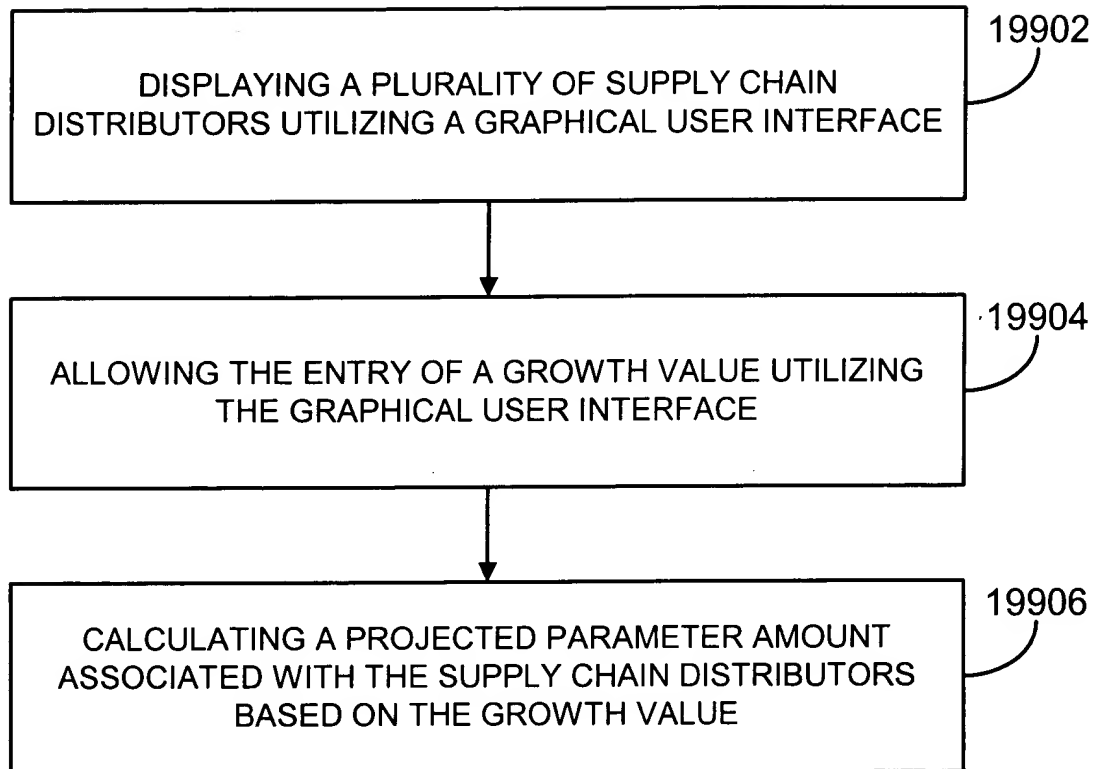 19902
DISPLAYING A PLURALITY OF SUPPLY CHAIN
DISTRIBUTORS UTILIZING A GRAPHICAL USER INTERFACE
19904
ALLOWING THE ENTRY OF A GROWTH VALUE UTILIZING
THE GRAPHICAL USER INTERFACE
19906
CALCULATING A PROJECTED PARAMETER AMOUNT
ASSOCIATED WITH THE SUPPLY CHAIN DISTRIBUTORS
BASED ON THE GROWTH VALUE